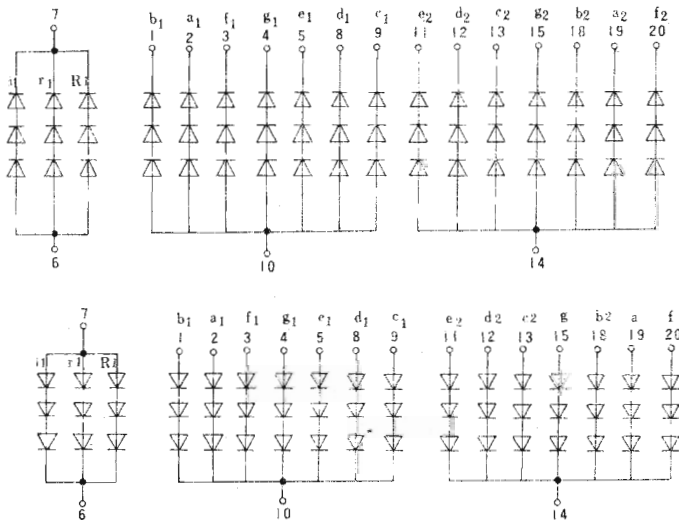 7 b₁ a₁ f₁ g₁ e₁ d₁ c₁ e₂ d₂ c₂ g₂ b₂ a₂ f₂
1 2 3 4 5 8 9 11 12 13 15 18 19 20
r₁ R₁
6 10 14
7 b₁ a₁ f₁ g₁ e₁ d₁ c₁ e₂ d₂ c₂ g b₂ a f
1 2 3 4 5 8 9 11 12 13 15 18 19 20
r₁ R₁
6 10 14